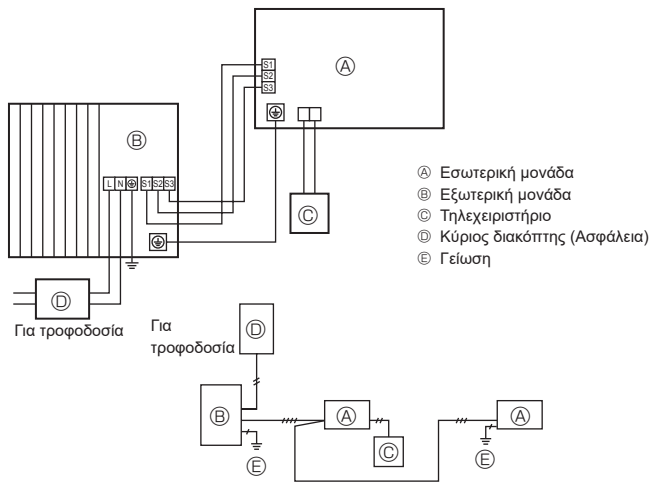 Ⓐ
S1
S2
S3
Ⓑ
L N S1 S2 S3
Ⓒ
Ⓐ Εσωτερική μονάδα
Ⓑ Εξωτερική μονάδα
Ⓒ Τηλεχειριστήριο
Ⓓ Κύριος διακόπτης (Ασφάλεια)
Ⓔ Γείωση
Ⓓ
Για τροφοδοσία
Για
τροφοδοσία
Ⓓ
Ⓑ
Ⓐ
Ⓐ
Ⓒ
Ⓔ
Ⓔ